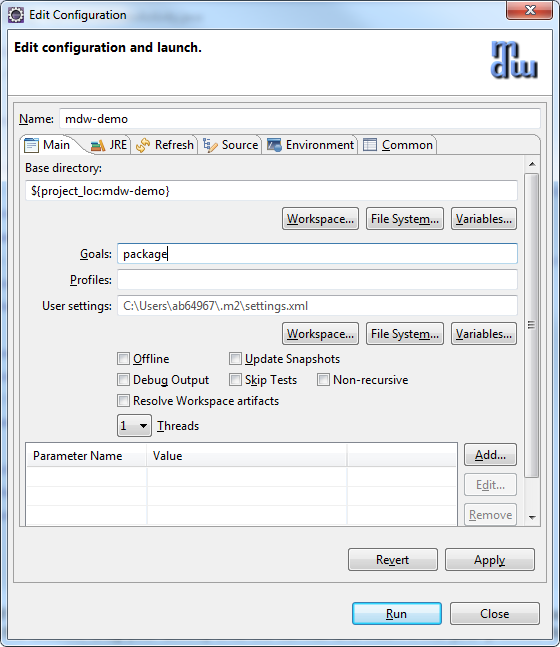 Edit Configuration
Edit configuration and launch.
mdw
Name: mdw-demo
Main JRE Refresh Source Environment Common
Base directory:
${project_loc:mdw-demo}
Workspace... File System... Variables...
Goals: package
Profiles:
User settings: C:\Users\ab64967\.m2\settings.xml
Workspace... File System... Variables...
Offline Update Snapshots
Debug Output Skip Tests Non-recursive
Resolve Workspace artifacts
1 Threads
Parameter Name Value Add...
Edit...
Remove
Revert Apply
Run Close